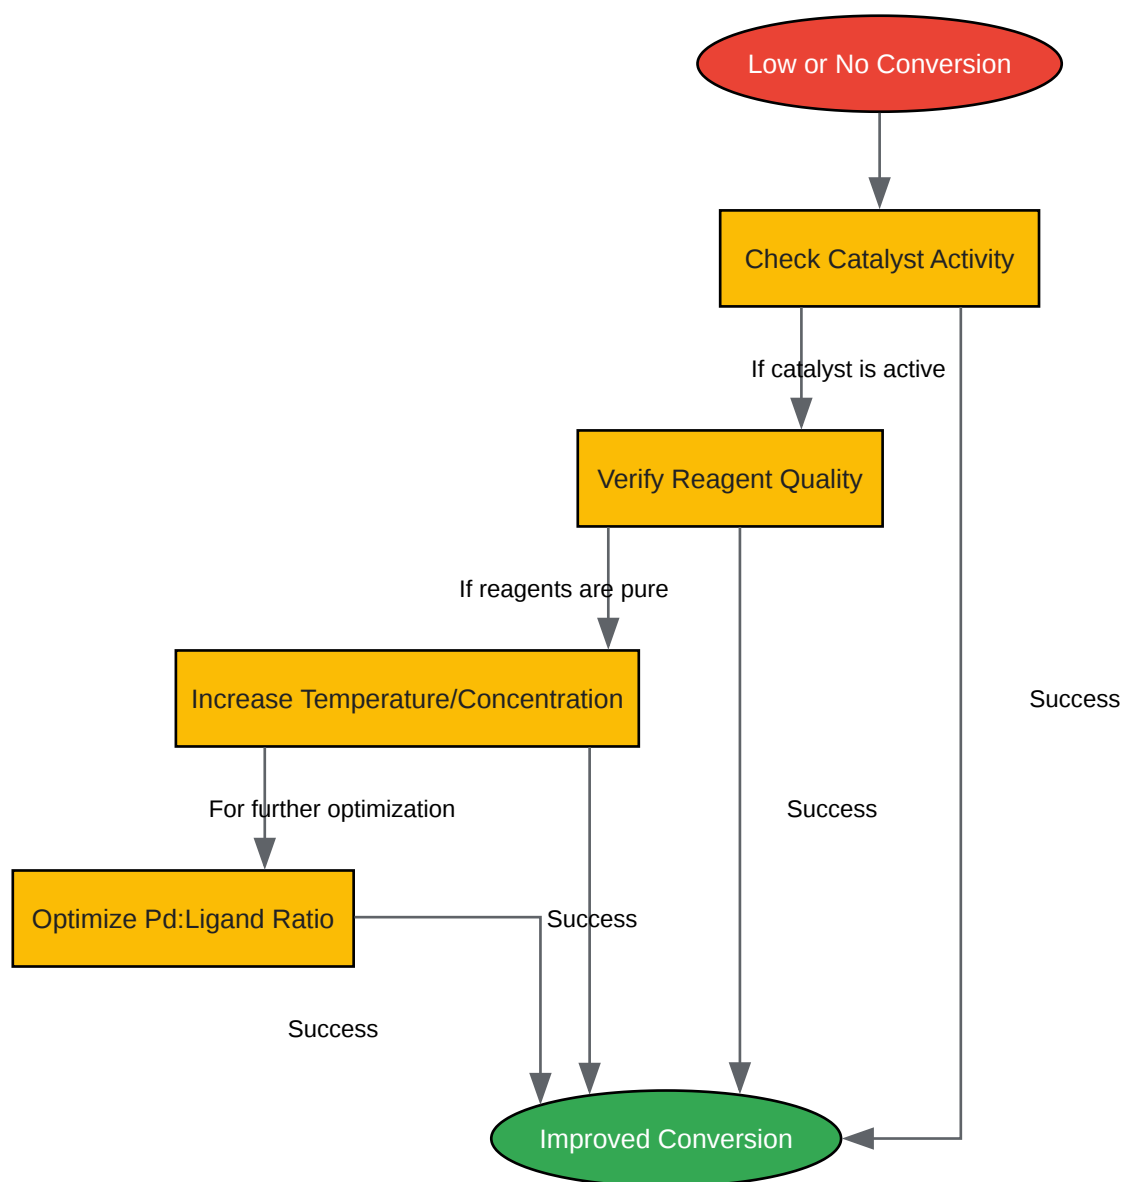 Low or No Conversion
Check Catalyst Activity
If catalyst is active
Verify Reagent Quality
If reagents are pure
Increase Temperature/Concentration
Success
For further optimization
Success
Optimize Pd:Ligand Ratio
Success
Success
Improved Conversion